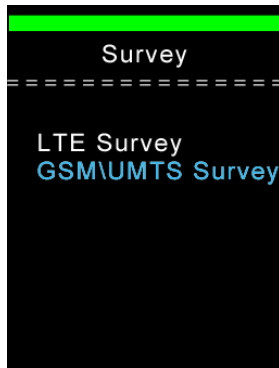 Survey
===============
LTE Survey
GSM\UMTS Survey